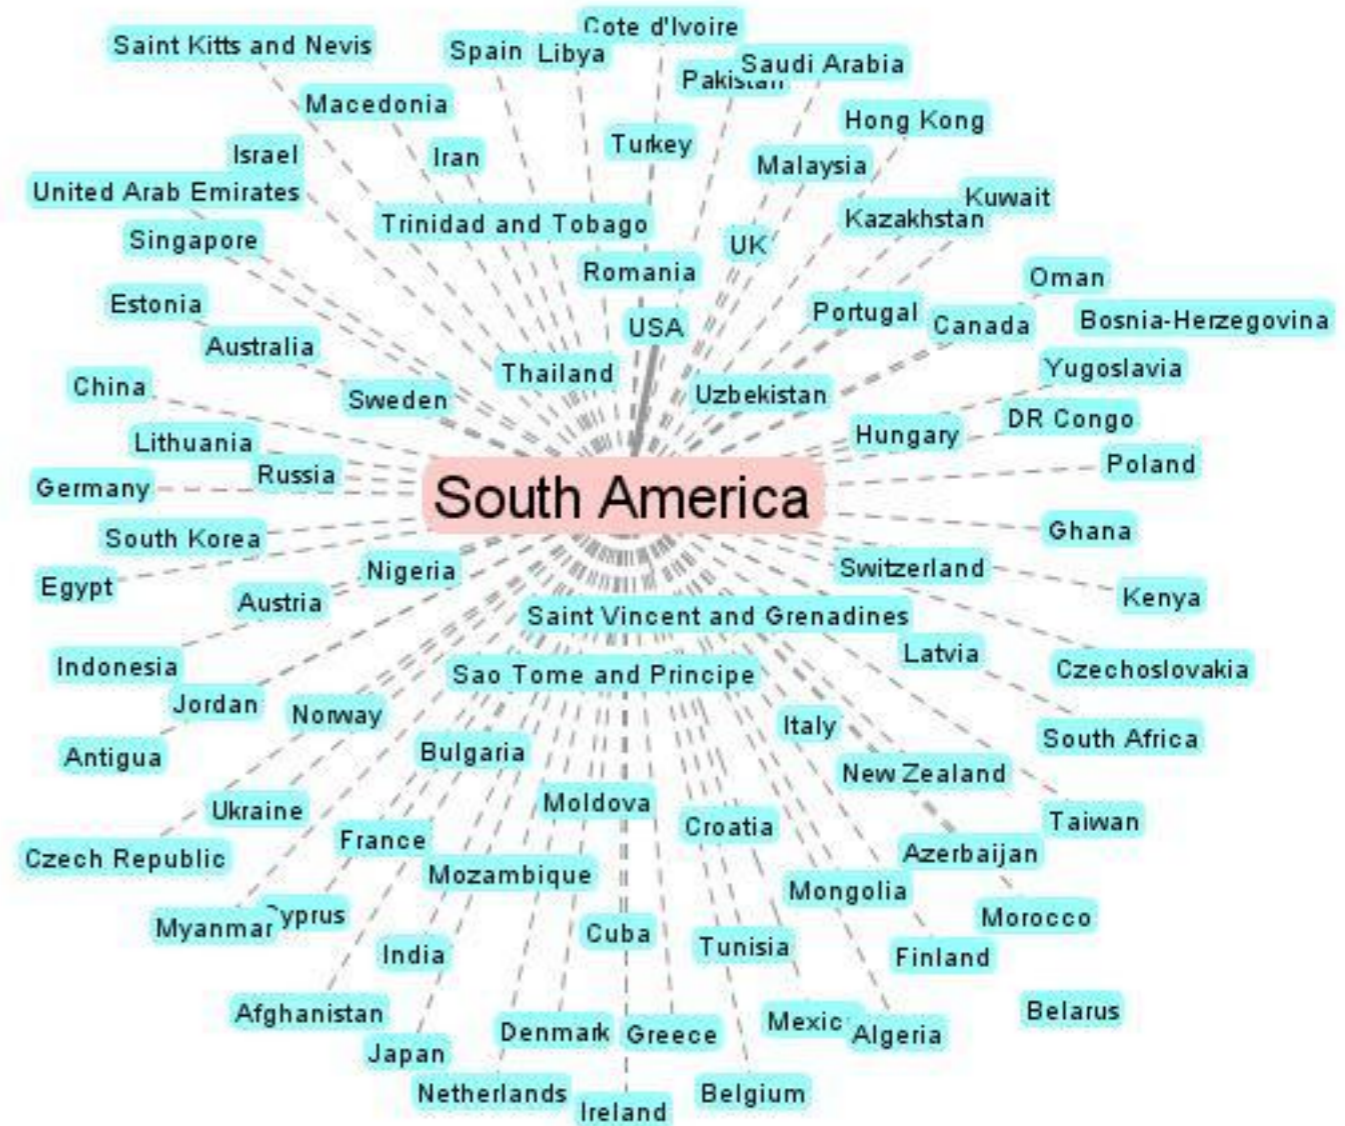 Cote d'Ivoire
Saint Kitts and Nevis
Spain
Libya
Saudi Arabia
Pakistan
Macedonia
Hong Kong
Turkey
Israel
Iran
Malaysia
United Arab Emirates
Kuwait
Trinidad and Tobago
Kazakhstan
Singapore
UK
Romania
Oman
Estonia
Portugal
Bosnia-Herzegovina
USA
Canada
Australia
Yugoslavia
Thailand
China
Sweden
Uzbekistan
DR Congo
Lithuania
Hungary
Poland
Russia
Germany
South America
Ghana
South Korea
Nigeria
Switzerland
Egypt
Kenya
Austria
Saint Vincent and Grenadines
Latvia
Indonesia
Czechoslovakia
Sao Tome and Principe
Jordan
Norway
Italy
South Africa
Bulgaria
Antigua
New Zealand
Moldova
Ukraine
Taiwan
Croatia
France
Azerbaijan
Czech Republic
Mozambique
Mongolia
Cyprus
Morocco
Myanmar
Cuba
Tunisia
India
Finland
Afghanistan
Belarus
Mexic
Denmark
Greece
Algeria
Japan
Netherlands
Belgium
Ireland